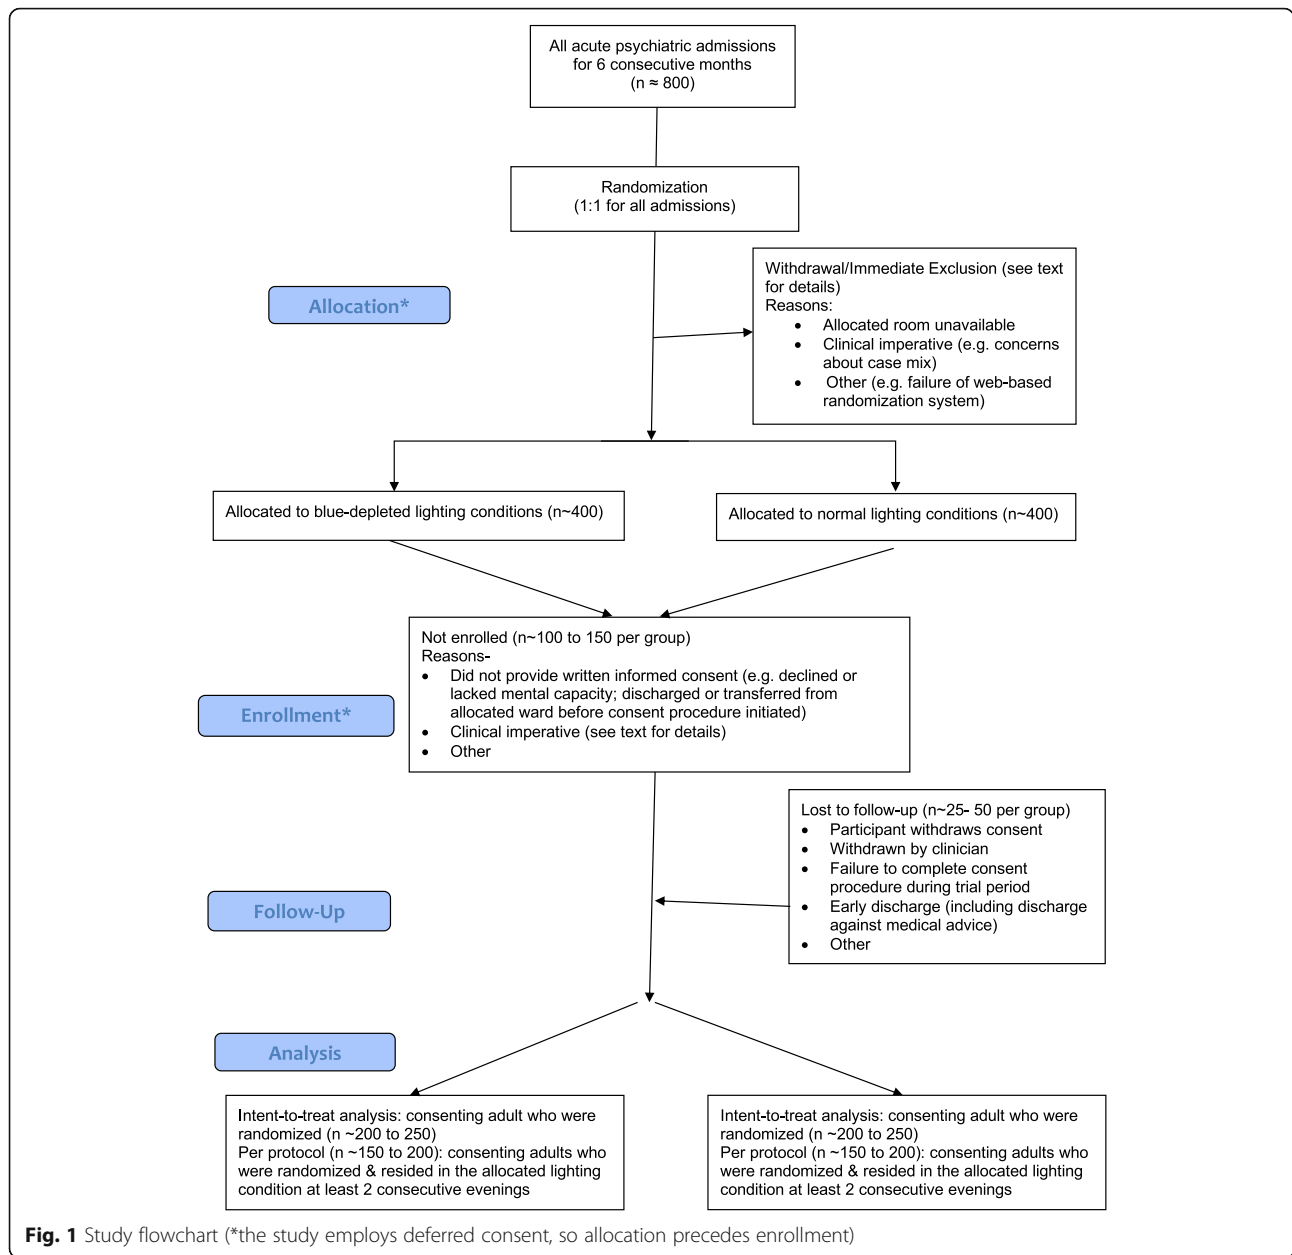 All acute psychiatric admissions
for 6 consecutive months
(n ≈ 800)
Randomization
(1:1 for all admissions)
Allocation*
Withdrawal/Immediate Exclusion (see text
for details)
Reasons:
• Allocated room unavailable
• Clinical imperative (e.g. concerns
about case mix)
• Other (e.g. failure of web-based
randomization system)
Allocated to blue-depleted lighting conditions (n~400)
Allocated to normal lighting conditions (n~400)
Not enrolled (n~100 to 150 per group)
Reasons-
• Did not provide written informed consent (e.g. declined or
lacked mental capacity; discharged or transferred from
allocated ward before consent procedure initiated)
• Clinical imperative (see text for details)
• Other
Enrollment*
Lost to follow-up (n~25- 50 per group)
• Participant withdraws consent
• Withdrawn by clinician
• Failure to complete consent
procedure during trial period
• Early discharge (including discharge
against medical advice)
• Other
Follow-Up
Analysis
Intent-to-treat analysis: consenting adult who were
randomized (n ~200 to 250)
Per protocol (n ~150 to 200): consenting adults who
were randomized & resided in the allocated lighting
condition at least 2 consecutive evenings
Intent-to-treat analysis: consenting adult who were
randomized (n ~200 to 250)
Per protocol (n ~150 to 200): consenting adults who
were randomized & resided in the allocated lighting
condition at least 2 consecutive evenings
Fig. 1 Study flowchart (*the study employs deferred consent, so allocation precedes enrollment)